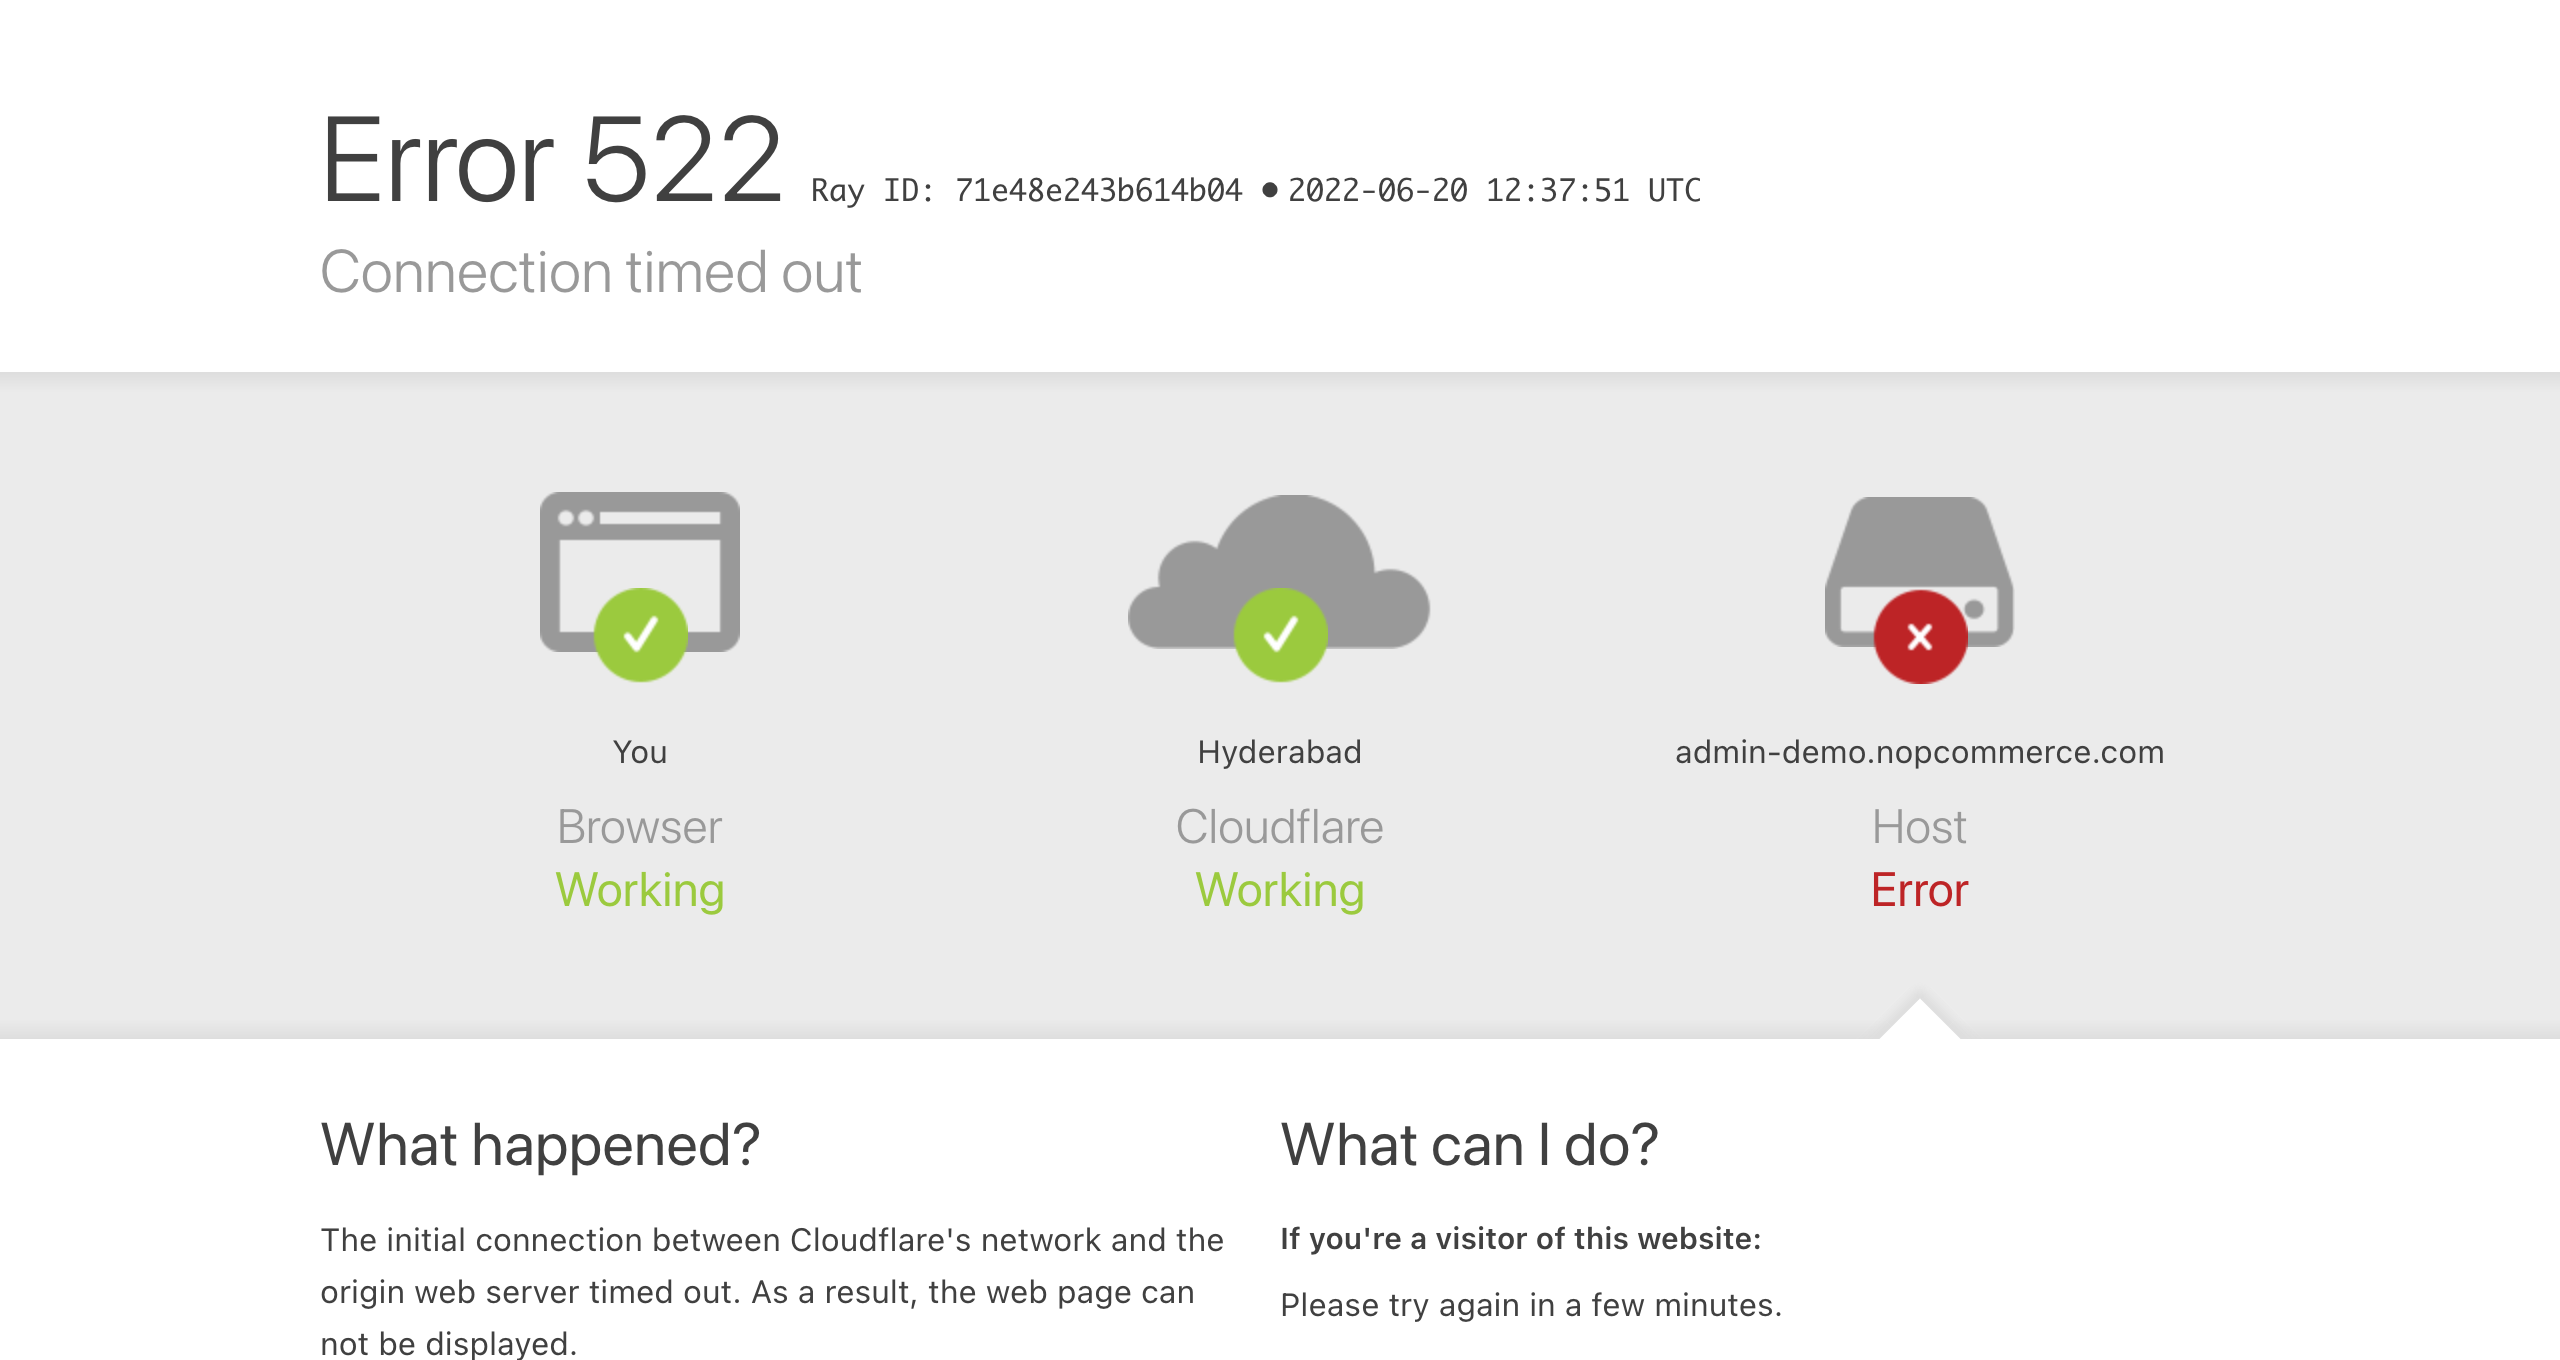 Error 522 Ray ID: 71e48e243b614b04 • 2022-06-20 12:37:51 UTC
Connection timed out
You
Browser
Working
Hyderabad
Cloudflare
Working
admin-demo.nopcommerce.com
Host
Error
What happened?
The initial connection between Cloudflare's network and the
origin web server timed out. As a result, the web page can
not be displayed.
What can I do?
If you're a visitor of this website:
Please try again in a few minutes.